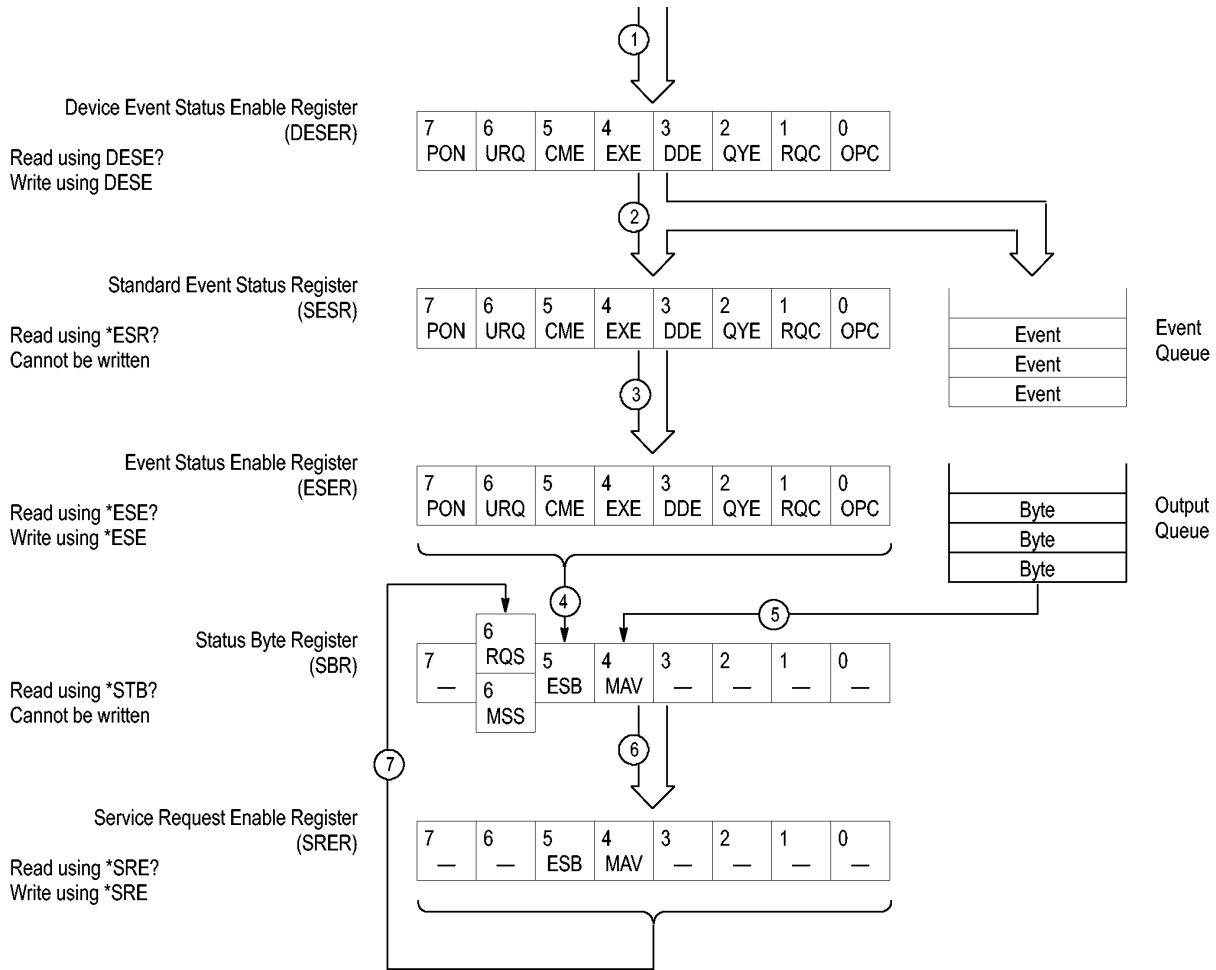 1
Device Event Status Enable Register
(DESER)
Read using DESE?
Write using DESE
7 6 5 4 3 2 1 0
PON URQ CME EXE DDE QYE RQC OPC
2
Standard Event Status Register
(SESR)
Read using *ESR?
Cannot be written
7 6 5 4 3 2 1 0
PON URQ CME EXE DDE QYE RQC OPC
Event
Event
Event
Event
Queue
3
Event Status Enable Register
(ESER)
Read using *ESE?
Write using *ESE
7 6 5 4 3 2 1 0
PON URQ CME EXE DDE QYE RQC OPC
Byte
Byte
Byte
Output
Queue
4
5
Status Byte Register
(SBR)
Read using *STB?
Cannot be written
6
RQS
7 5 4 3 2 1 0
— ESB MAV — — — —
6
MSS
6
7
Service Request Enable Register
(SRER)
Read using *SRE?
Write using *SRE
7 6 5 4 3 2 1 0
— — ESB MAV — — — —